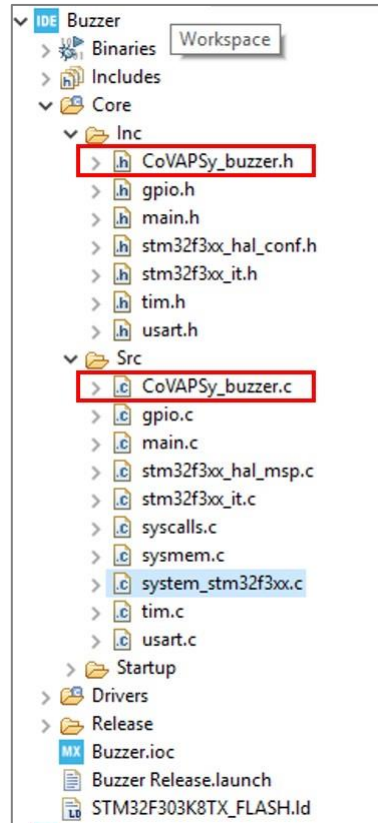 IDE Buzzer
Binaries
Workspace
Includes
Core
Inc
.h CoVAPSy_buzzer.h
.h gpio.h
.h main.h
.h stm32f3xx_hal_conf.h
.h stm32f3xx_it.h
.h tim.h
.h usart.h
Src
.c CoVAPSy_buzzer.c
.c gpio.c
.c main.c
.c stm32f3xx_hal_msp.c
.c stm32f3xx_it.c
.c syscalls.c
.c sysmem.c
.c system_stm32f3xx.c
.c tim.c
.c usart.c
Startup
Drivers
Release
MX Buzzer.ioc
Buzzer Release.launch
LD STM32F303K8TX_FLASH.ld